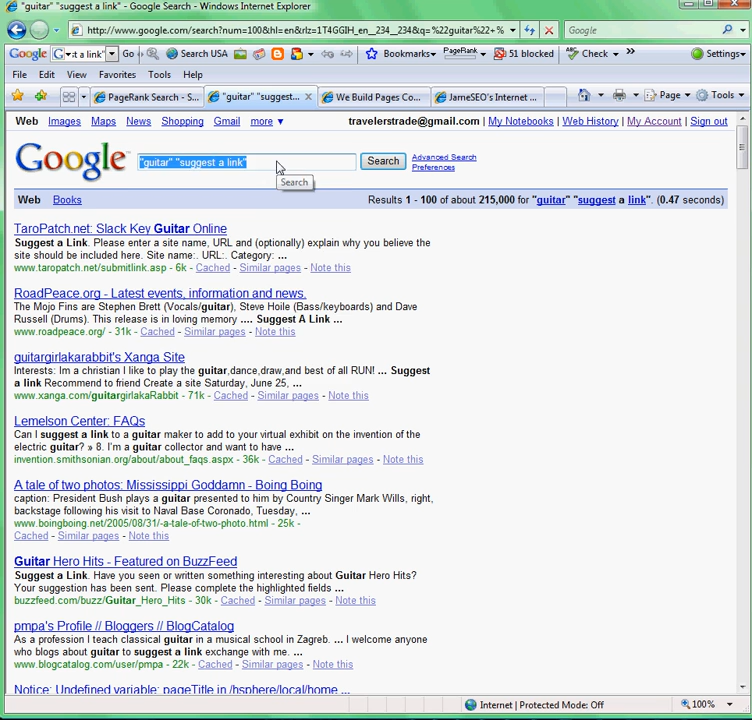 "guitar" "suggest a link" - Google Search - Windows Internet Explorer
http://www.google.com/search?num=100&hl=en&rlz=1T4GGIH_en__234__234&q=%22guitar%22+% Google
Google G ▾:t a link" Go Search USA 51 blocked Bookmarks▾ PageRank Check » Settings▾
File Edit View Favorites Tools Help
PageRank Search - S... "guitar" "suggest... We Build Pages Co... JameSEO's Internet ... » Page Tools »
Web Images Maps News Shopping Gmail more ▼ travelerstrade@gmail.com | My Notebooks | Web History | My Account | Sign out
Google "guitar" "suggest a link" Search Advanced Search
Preferences
Search
Web Books Results 1 - 100 of about 215,000 for "guitar" "suggest a link". (0.47 seconds)
TaroPatch.net: Slack Key Guitar Online
Suggest a Link. Please enter a site name, URL and (optionally) explain why you believe the
site should be included here. Site name:. URL:. Category: ...
www.taropatch.net/submitlink.asp - 6k - Cached - Similar pages - Note this
RoadPeace.org - Latest events, information and news.
The Mojo Fins are Stephen Brett (Vocals/guitar), Steve Hoile (Bass/keyboards) and Dave
Russell (Drums). This release is in loving memory .... Suggest A Link ...
www.roadpeace.org/ - 31k - Cached - Similar pages - Note this
guitargirlakarabbit's Xanga Site
Interests: Im a christian I like to play the guitar,dance,draw,and best of all RUN! ... Suggest
a link Recommend to friend Create a site Saturday, June 25, ...
www.xanga.com/guitargirlakaRabbit - 71k - Cached - Similar pages - Note this
Lemelson Center: FAQs
Can I suggest a link to a guitar maker to add to your virtual exhibit on the invention of the
electric guitar? » 8. I'm a guitar collector and want to have ...
invention.smithsonian.org/about/about_faqs.aspx - 36k - Cached - Similar pages - Note this
A tale of two photos: Mississippi Goddamn - Boing Boing
caption: President Bush plays a guitar presented to him by Country Singer Mark Wills, right,
backstage following his visit to Naval Base Coronado, Tuesday, ...
www.boingboing.net/2005/08/31/-a-tale-of-two-photo.html - 25k -
Cached - Similar pages - Note this
Guitar Hero Hits - Featured on BuzzFeed
Suggest a Link. Have you seen or written something interesting about Guitar Hero Hits?
Your suggestion has been sent. Please complete the highlighted fields ...
buzzfeed.com/buzz/Guitar_Hero_Hits - 30k - Cached - Similar pages - Note this
pmpa's Profile // Bloggers // BlogCatalog
As a profession I teach classical guitar in a musical school in Zagreb. ... I welcome anyone
who blogs about guitar to suggest a link exchange with me. ...
www.blogcatalog.com/user/pmpa - 22k - Cached - Similar pages - Note this
Notice: Undefined variable: pageTitle in /hsphere/local/home ...
Internet | Protected Mode: Off 100%